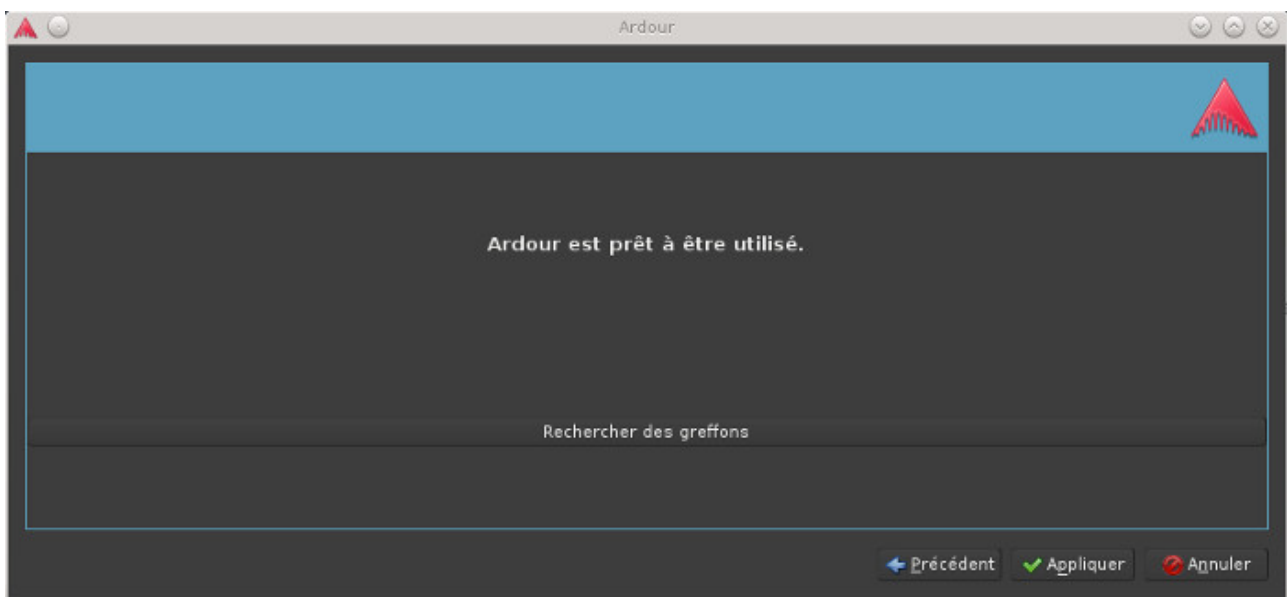 Ardour
Ardour est prêt à être utilisé.
Rechercher des greffons
Précédent Appliquer Annuler